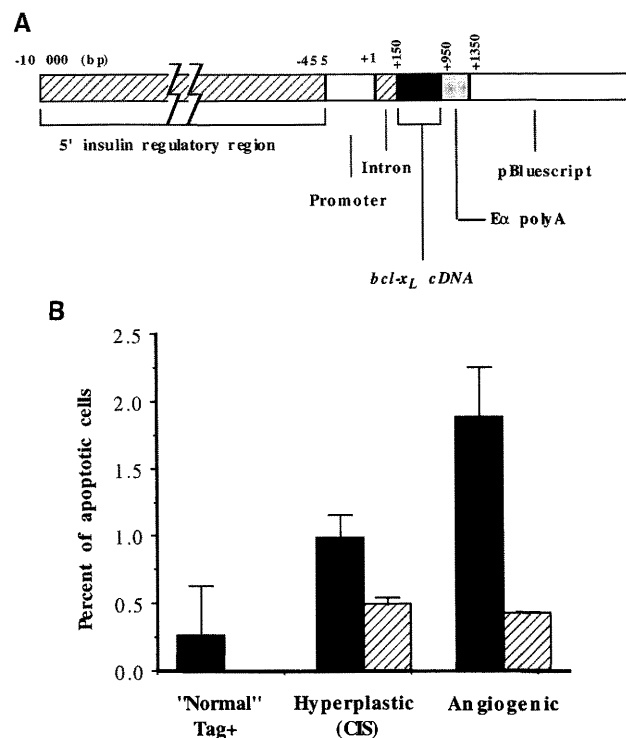 A
-10 000 (bp)
-455
+1
+150
+950
+1350
5' insulin regulatory region
Intron
Promoter
pBluescript
Eα polyA
bcl-xL cDNA
B
Percent of apoptotic cells
2.5
2.0
1.5
1.0
0.5
0.0
"Normal" Tag+
Hyperplastic (CIS)
Angiogenic